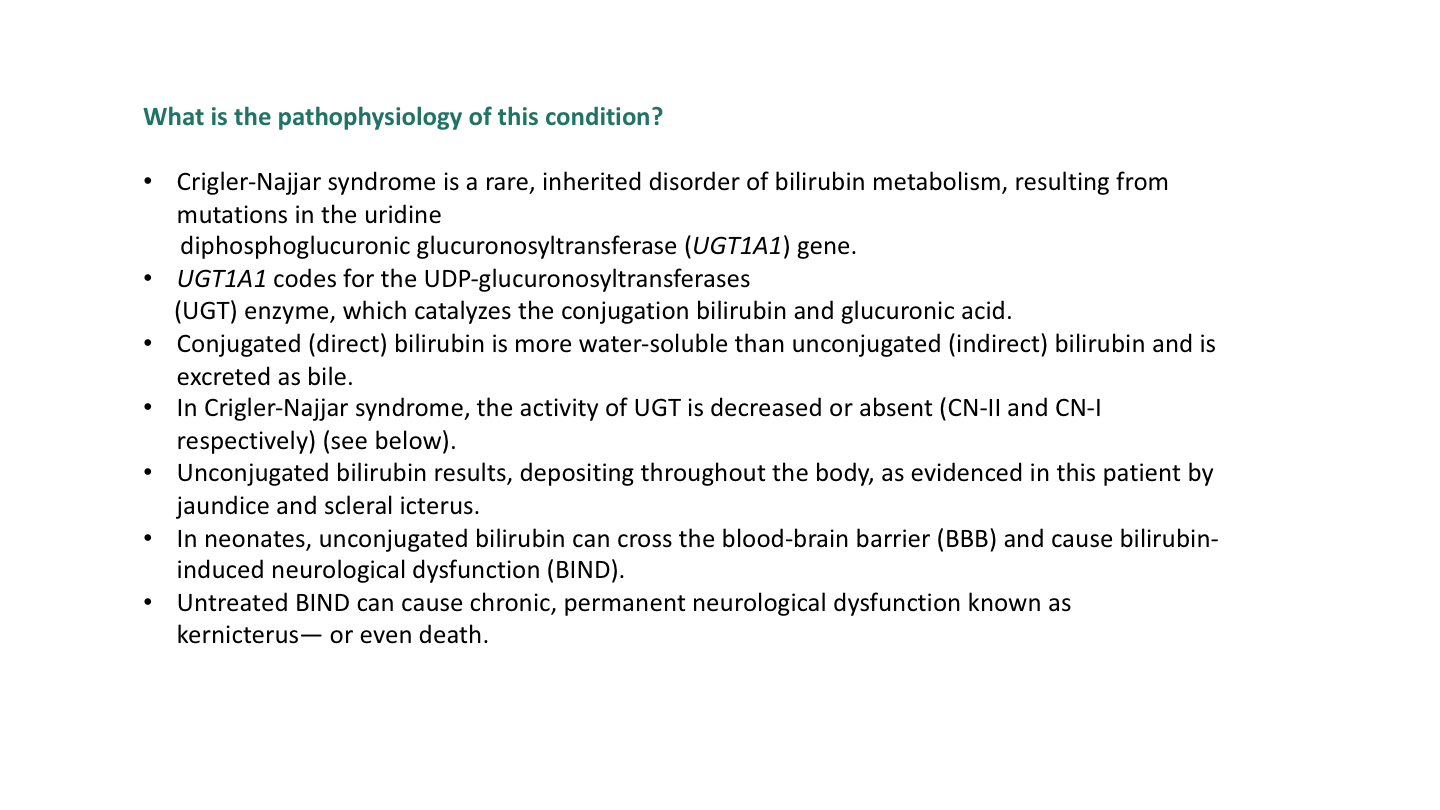 What is the pathophysiology of this condition?
• Crigler-Najjar syndrome is a rare, inherited disorder of bilirubin metabolism, resulting from
mutations in the uridine
diphosphoglucuronic glucuronosyltransferase (UGT1A1) gene.
• UGT1A1 codes for the UDP-glucuronosyltransferases
(UGT) enzyme, which catalyzes the conjugation bilirubin and glucuronic acid.
• Conjugated (direct) bilirubin is more water-soluble than unconjugated (indirect) bilirubin and is
excreted as bile.
• In Crigler-Najjar syndrome, the activity of UGT is decreased or absent (CN-II and CN-I
respectively) (see below).
• Unconjugated bilirubin results, depositing throughout the body, as evidenced in this patient by
jaundice and scleral icterus.
• In neonates, unconjugated bilirubin can cross the blood-brain barrier (BBB) and cause bilirubin-
induced neurological dysfunction (BIND).
• Untreated BIND can cause chronic, permanent neurological dysfunction known as
kernicterus— or even death.